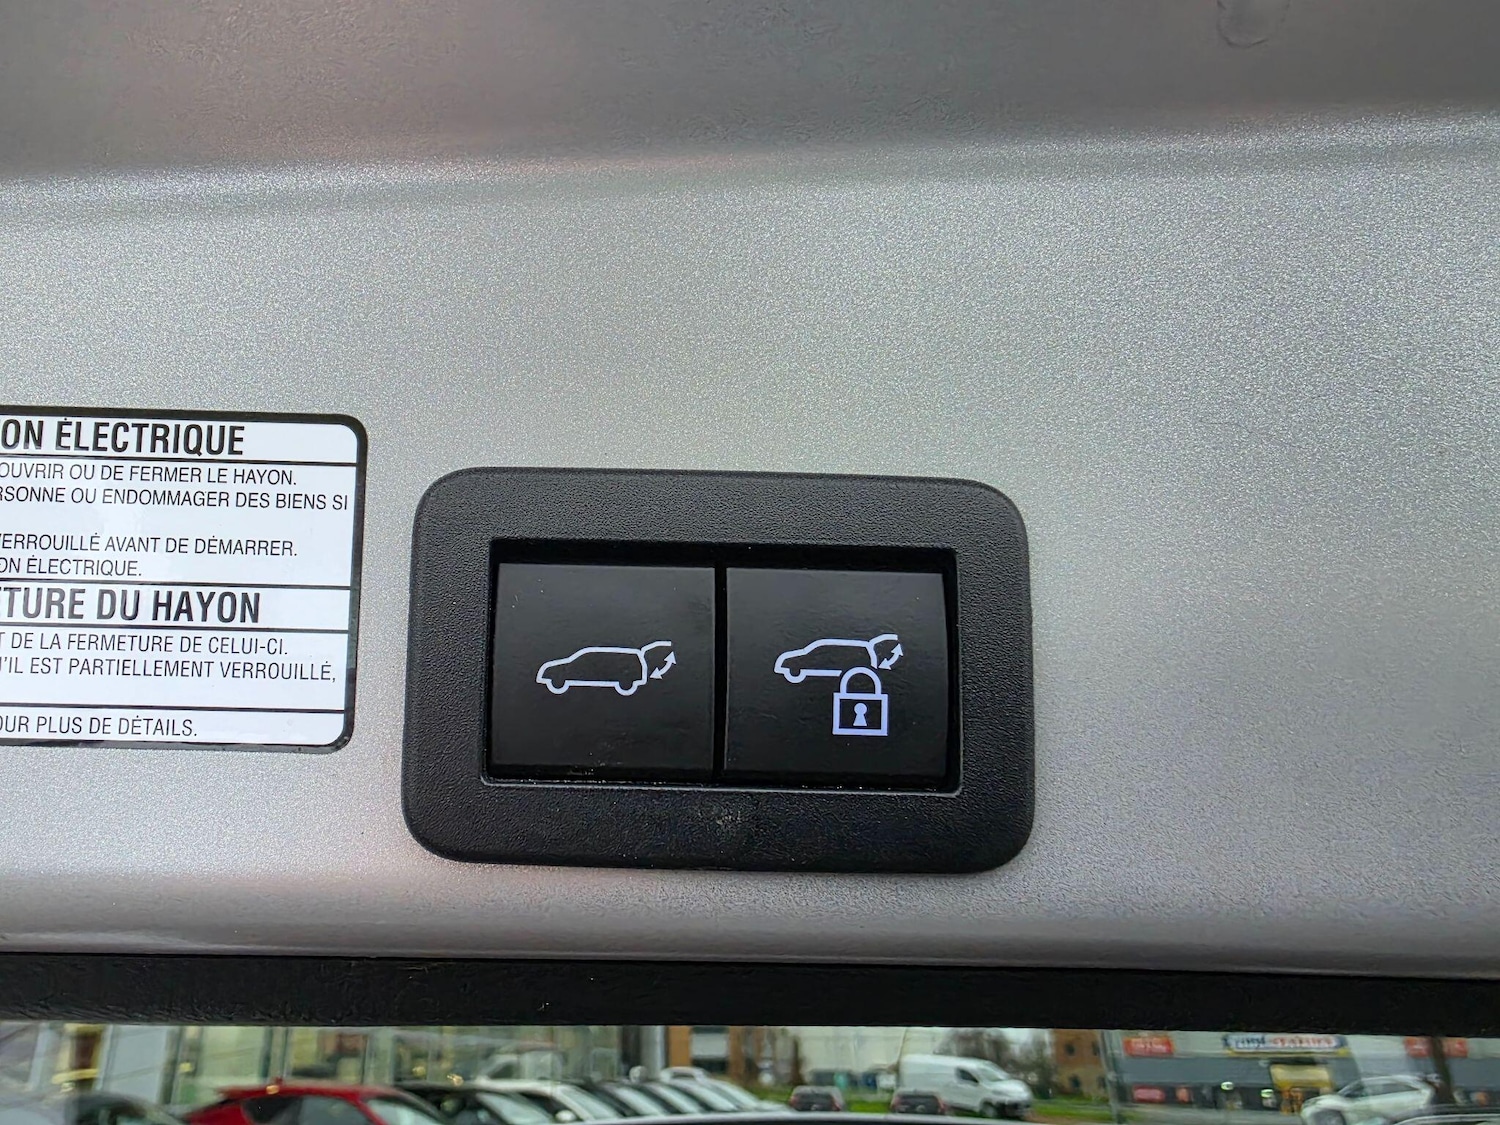 ON ÉLECTRIQUE
OUVRIR OU DE FERMER LE HAYON.
RSONNE OU ENDOMMAGER DES BIENS SI
VERROUILLÉ AVANT DE DÉMARRER.
ON ÉLECTRIQUE.
TURE DU HAYON
T DE LA FERMETURE DE CELUI-CI.
'IL EST PARTIELLEMENT VERROUILLÉ,
OUR PLUS DE DÉTAILS.